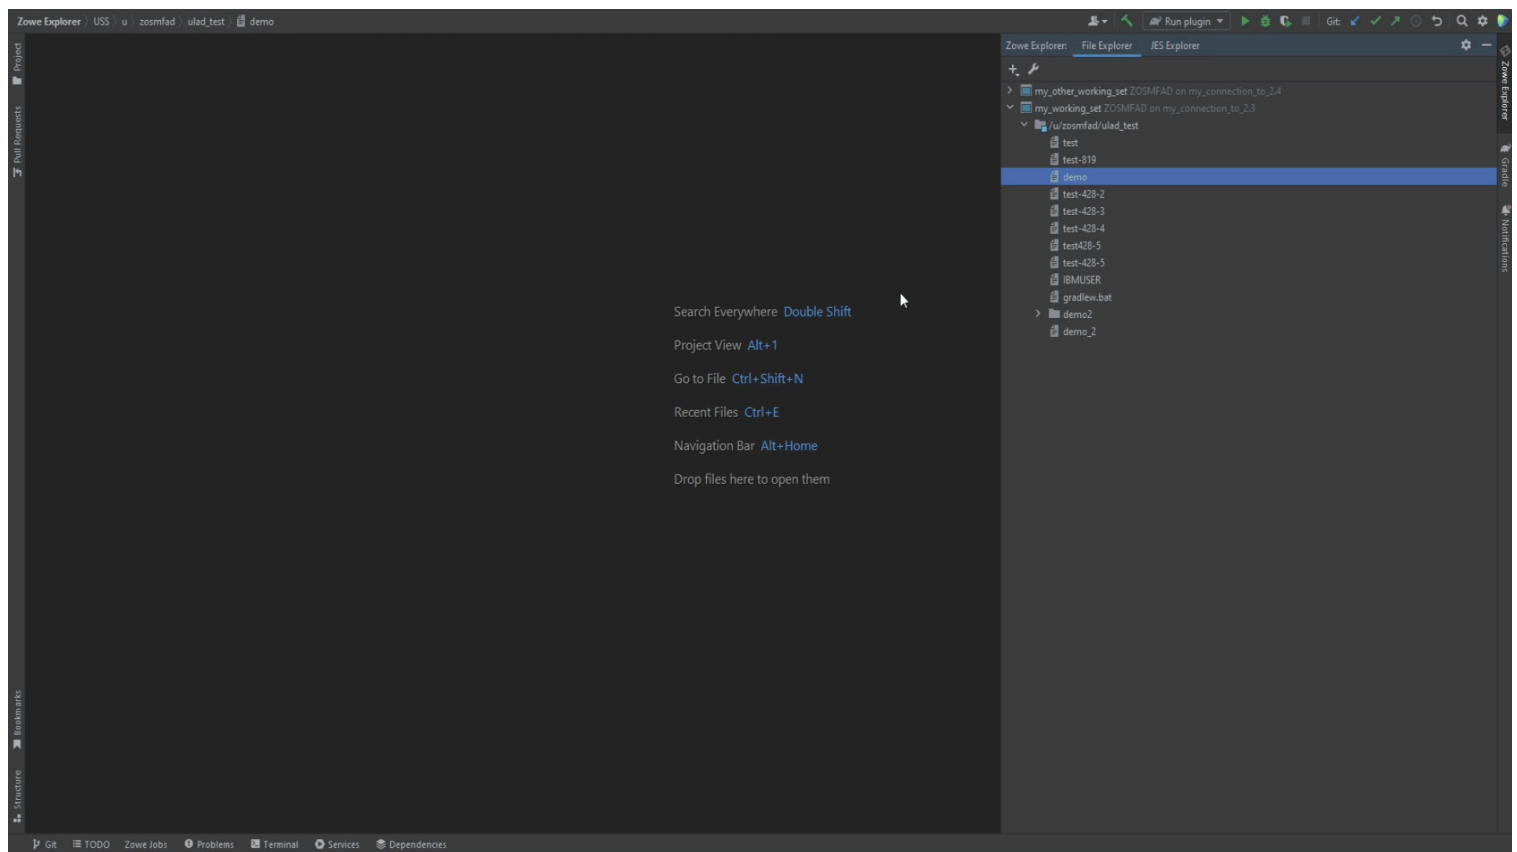 Zowe Explorer USS u zosmfad ulad_test demo
Run plugin Git:
Project
Pull Requests
Bookmarks
Structure
Search Everywhere Double Shift
Project View Alt+1
Go to File Ctrl+Shift+N
Recent Files Ctrl+E
Navigation Bar Alt+Home
Drop files here to open them
Zowe Explorer: File Explorer JES Explorer
my_other_working_set ZOSMFAD on my_connection_to_2.4
my_working_set ZOSMFAD on my_connection_to_2.3
/u/zosmfad/ulad_test
test
test-819
demo
test-428-2
test-428-3
test-428-4
test428-5
test-428-5
IBMUSER
gradlew.bat
demo2
demo_2
Zowe Explorer
Gradle
Notifications
Git TODO Zowe Jobs Problems Terminal Services Dependencies